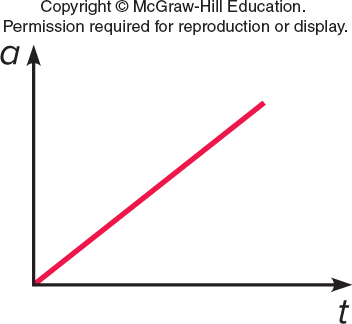 Copyright © McGraw-Hill Education.
Permission required for reproduction or display.
a
t